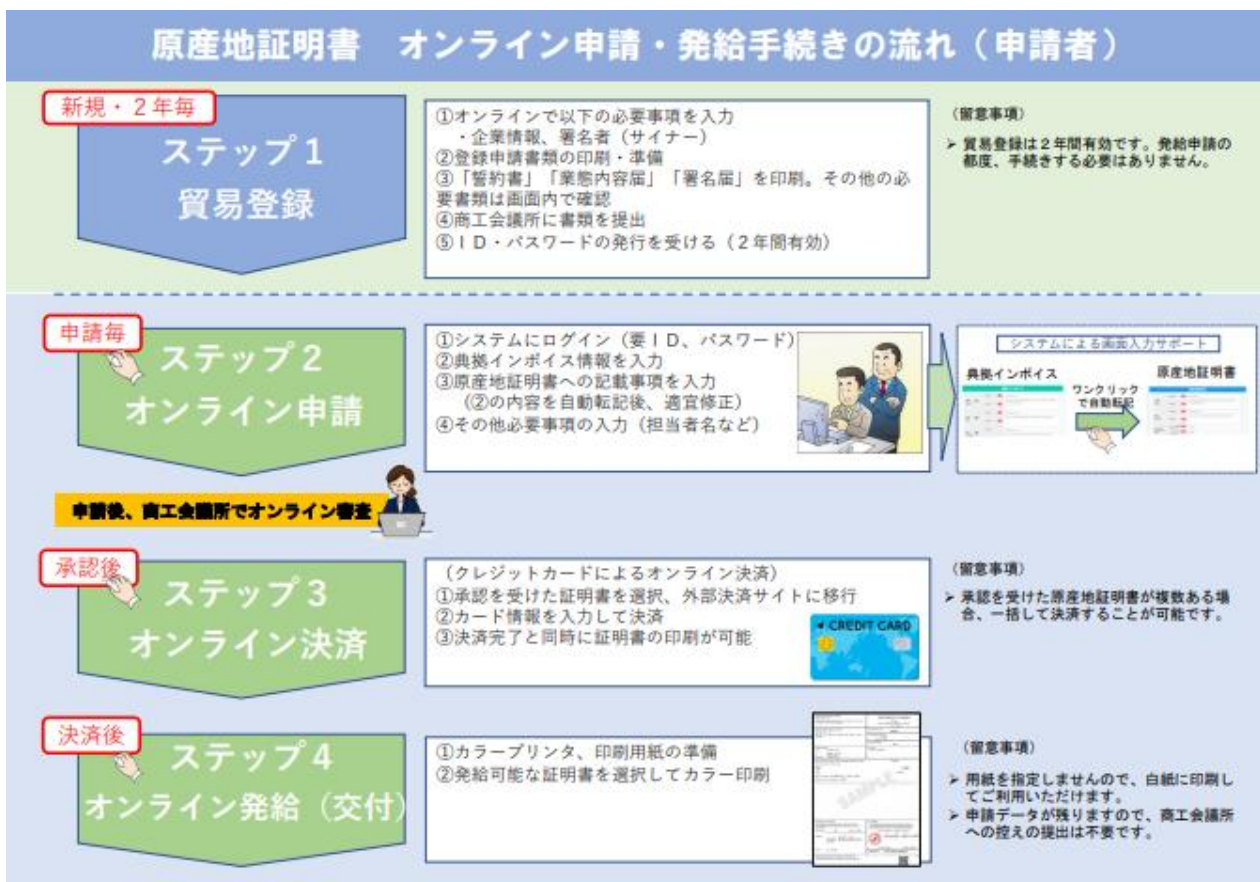 原産地証明書　オンライン申請・発給手続きの流れ（申請者）
新規・２年毎
ステップ１
貿易登録
①オンラインで以下の必要事項を入力
・企業情報、署名者（サイナー）
②登録申請書類の印刷・準備
③「誓約書」「業態内容届」「署名届」を印刷。その他の必
要書類は画面内で確認
④商工会議所に書類を提出
⑤ＩＤ・パスワードの発行を受ける（２年間有効）
（留意事項）
➢ 貿易登録は２年間有効です。発給申請の
都度、手続きする必要はありません。
申請毎
ステップ２
オンライン申請
①システムにログイン（要ＩＤ、パスワード）
②典拠インボイス情報を入力
③原産地証明書への記載事項を入力
（②の内容を自動転記後、適宜修正）
④その他必要事項の入力（担当者名など）
システムによる画面入力サポート
典拠インボイス
原産地証明書
ワンクリック
で自動転記
申請後、商工会議所でオンライン審査
承認後
ステップ３
オンライン決済
（クレジットカードによるオンライン決済）
①承認を受けた証明書を選択、外部決済サイトに移行
②カード情報を入力して決済
③決済完了と同時に証明書の印刷が可能
CREDIT CARD
（留意事項）
➢ 承認を受けた原産地証明書が複数ある場
合、一括して決済することが可能です。
決済後
ステップ４
オンライン発給（交付）
①カラープリンタ、印刷用紙の準備
②発給可能な証明書を選択してカラー印刷
SAMPLE
（留意事項）
➢ 用紙を指定しませんので、白紙に印刷し
てご利用いただけます。
➢ 申請データが残りますので、商工会議所
への控えの提出は不要です。